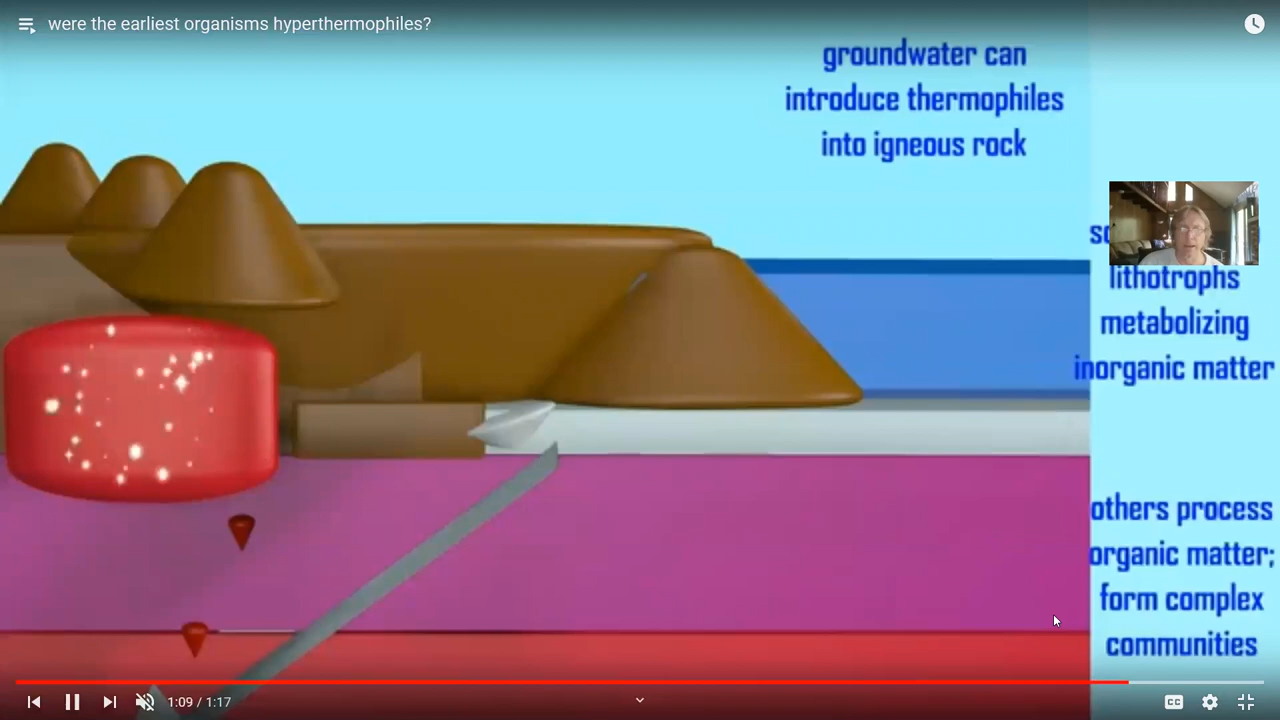 were the earliest organisms hyperthermophiles?
groundwater can
introduce thermophiles
into igneous rock
lithotrophs
metabolizing
inorganic matter
others process
organic matter;
form complex
communities
1:09 / 1:17
CC